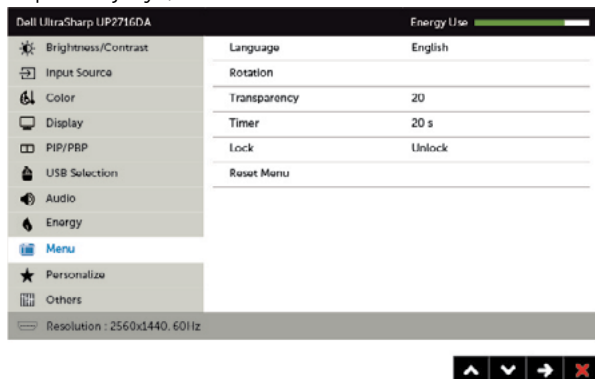 Dell UltraSharp UP2716DA Energy Use
Brightness/Contrast Language English
Input Source Rotation
Color Transparency 20
Display Timer 20 s
PIP/PBP Lock Unlock
USB Selection Reset Menu
Audio
Energy
Menu
Personalize
Others
Resolution : 2560x1440, 60Hz